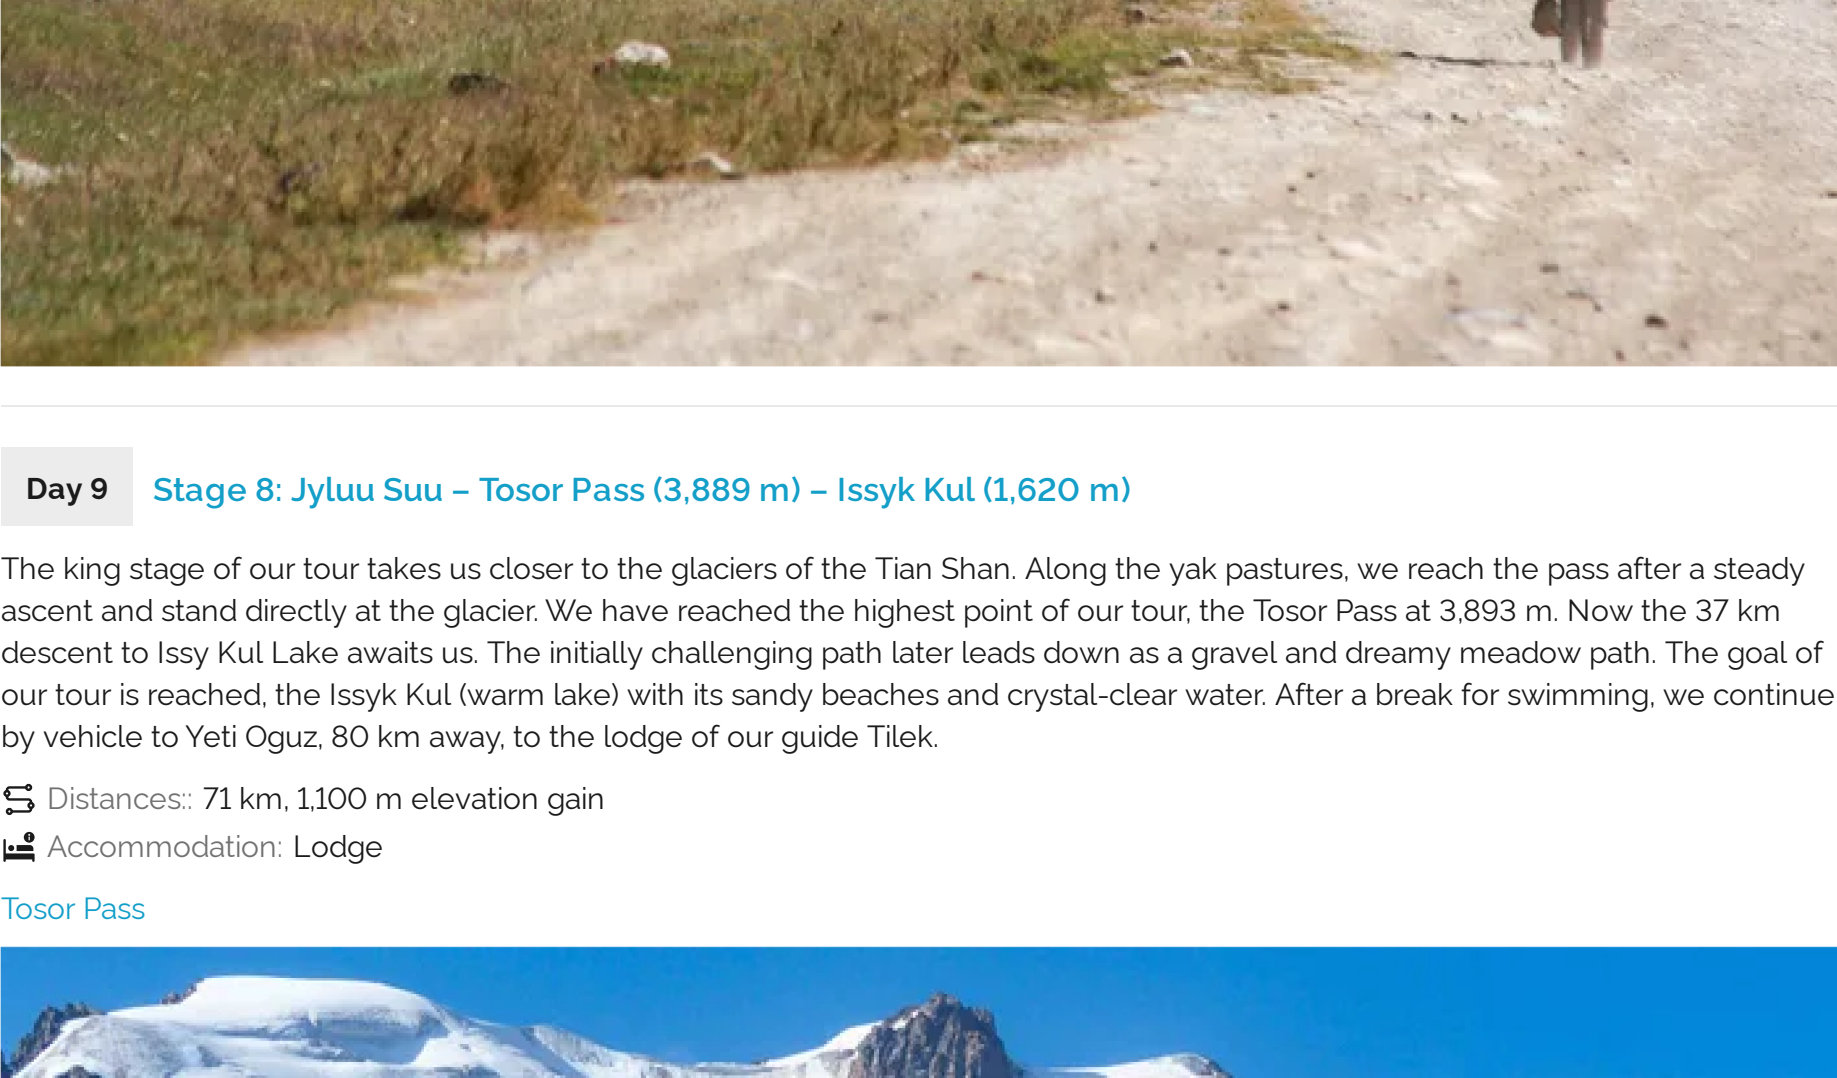 Day 9
Stage 8: Jyluu Suu – Tosor Pass (3,889 m) – Issyk Kul (1,620 m)
The king stage of our tour takes us closer to the glaciers of the Tian Shan. Along the yak pastures, we reach the pass after a steady
ascent and stand directly at the glacier. We have reached the highest point of our tour, the Tosor Pass at 3,893 m. Now the 37 km
descent to Issy Kul Lake awaits us. The initially challenging path later leads down as a gravel and dreamy meadow path. The goal of
our tour is reached, the Issyk Kul (warm lake) with its sandy beaches and crystal-clear water. After a break for swimming, we continue
by vehicle to Yeti Oguz, 80 km away, to the lodge of our guide Tilek.
Distances:: 71 km, 1,100 m elevation gain
Accommodation: Lodge
Tosor Pass